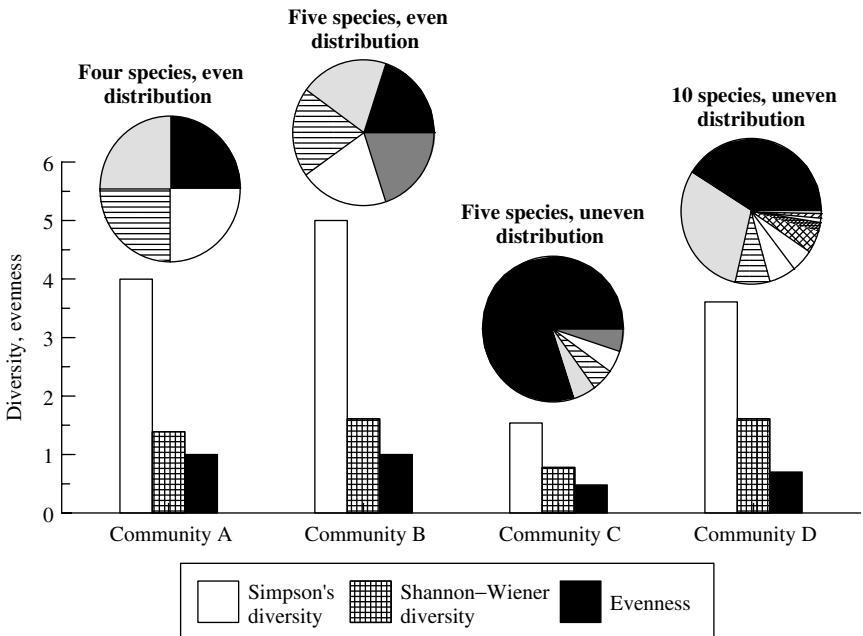 Five species, even
distribution
Four species, even
distribution
10 species, uneven
distribution
Five species, uneven
distribution
Diversity, evenness
6
5
4
3
2
1
0
Community A
Community B
Community C
Community D
Simpson's
diversity
Shannon–Wiener
diversity
Evenness